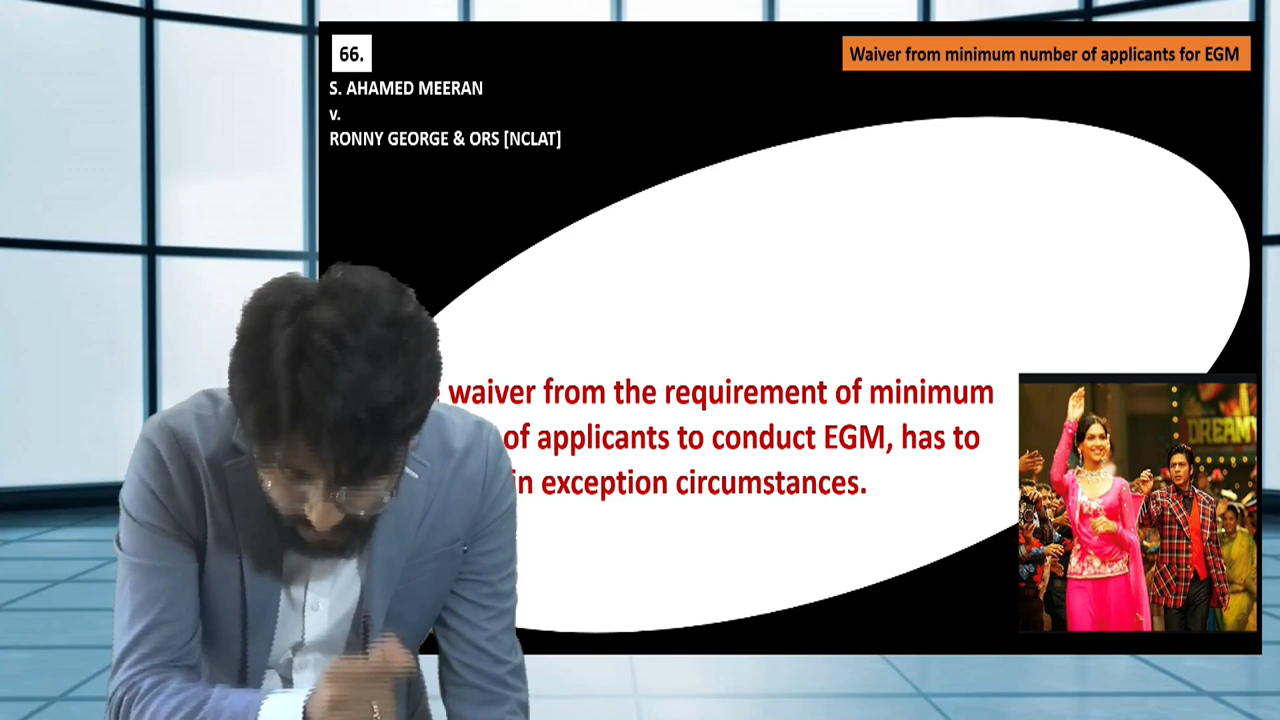 66.
Waiver from minimum number of applicants for EGM
S. AHAMED MEERAN
v.
RONNY GEORGE & ORS [NCLAT]
waiver from the requirement of minimum
of applicants to conduct EGM, has to
in exception circumstances.
DREAMY